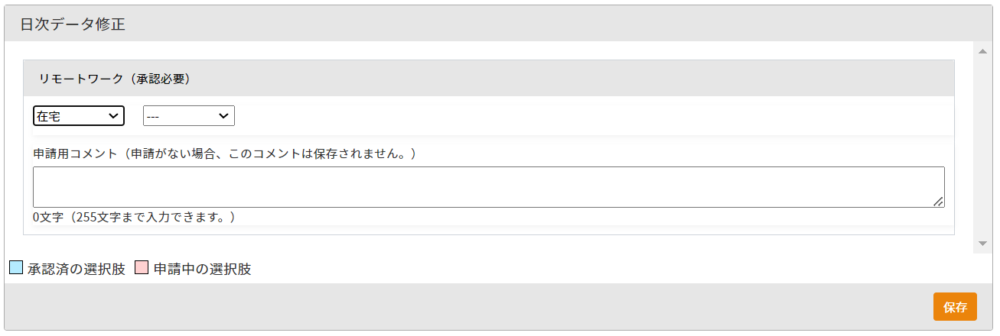 日次データ修正
リモートワーク（承認必要）
在宅 ---
申請用コメント（申請がない場合、このコメントは保存されません。）
0文字（255文字まで入力できます。）
承認済の選択肢 申請中の選択肢
保存